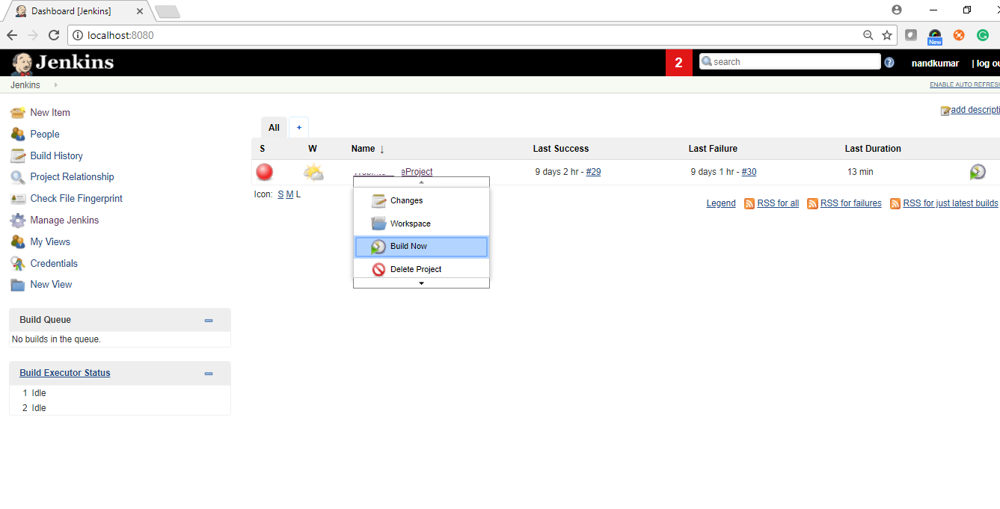 Dashboard [Jenkins]
localhost:8080
New
Jenkins
2
search
nandkumar
| log ou
Jenkins
ENABLE AUTO REFRES
New Item
People
Build History
Project Relationship
Check File Fingerprint
Manage Jenkins
My Views
Credentials
New View
Build Queue
No builds in the queue.
Build Executor Status
1 Idle
2 Idle
add descripti
All +
S W Name ↓ Last Success Last Failure Last Duration
eProject 9 days 2 hr - #29 9 days 1 hr - #30 13 min
Icon: S M L
Changes
Workspace
Build Now
Delete Project
Legend RSS for all RSS for failures RSS for just latest builds